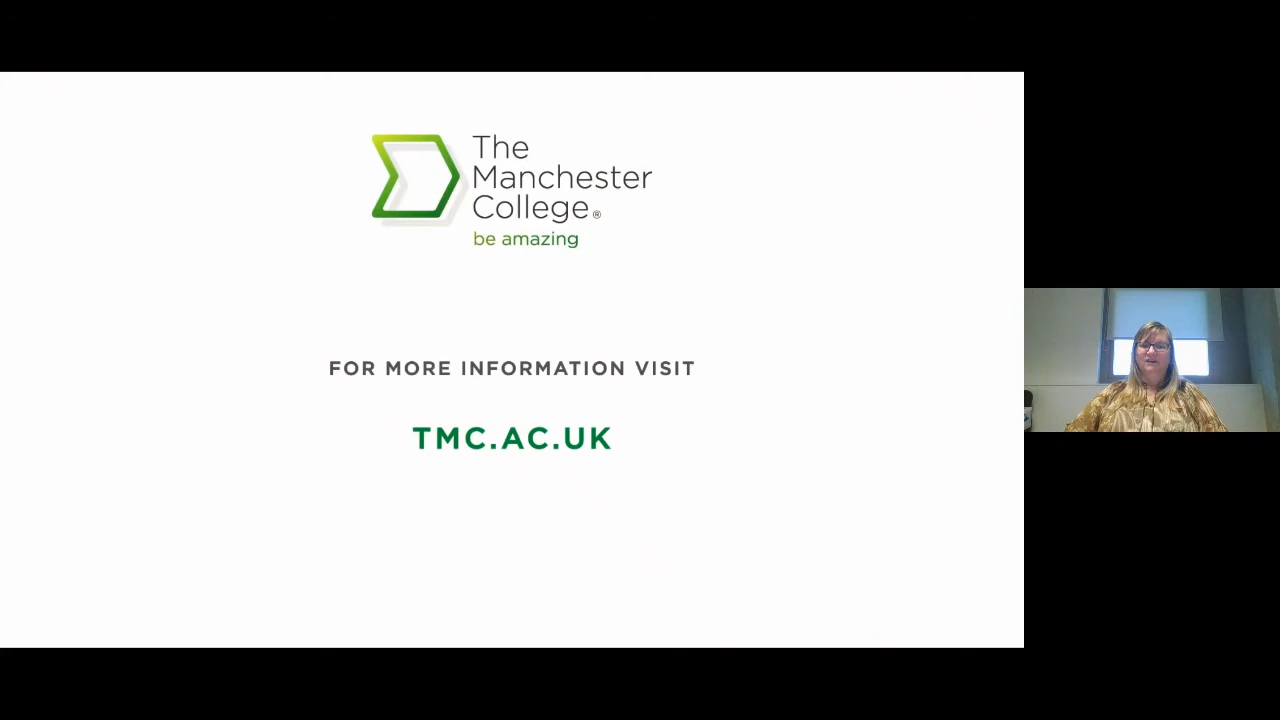 The
Manchester
College®
be amazing
FOR MORE INFORMATION VISIT
TMC.AC.UK